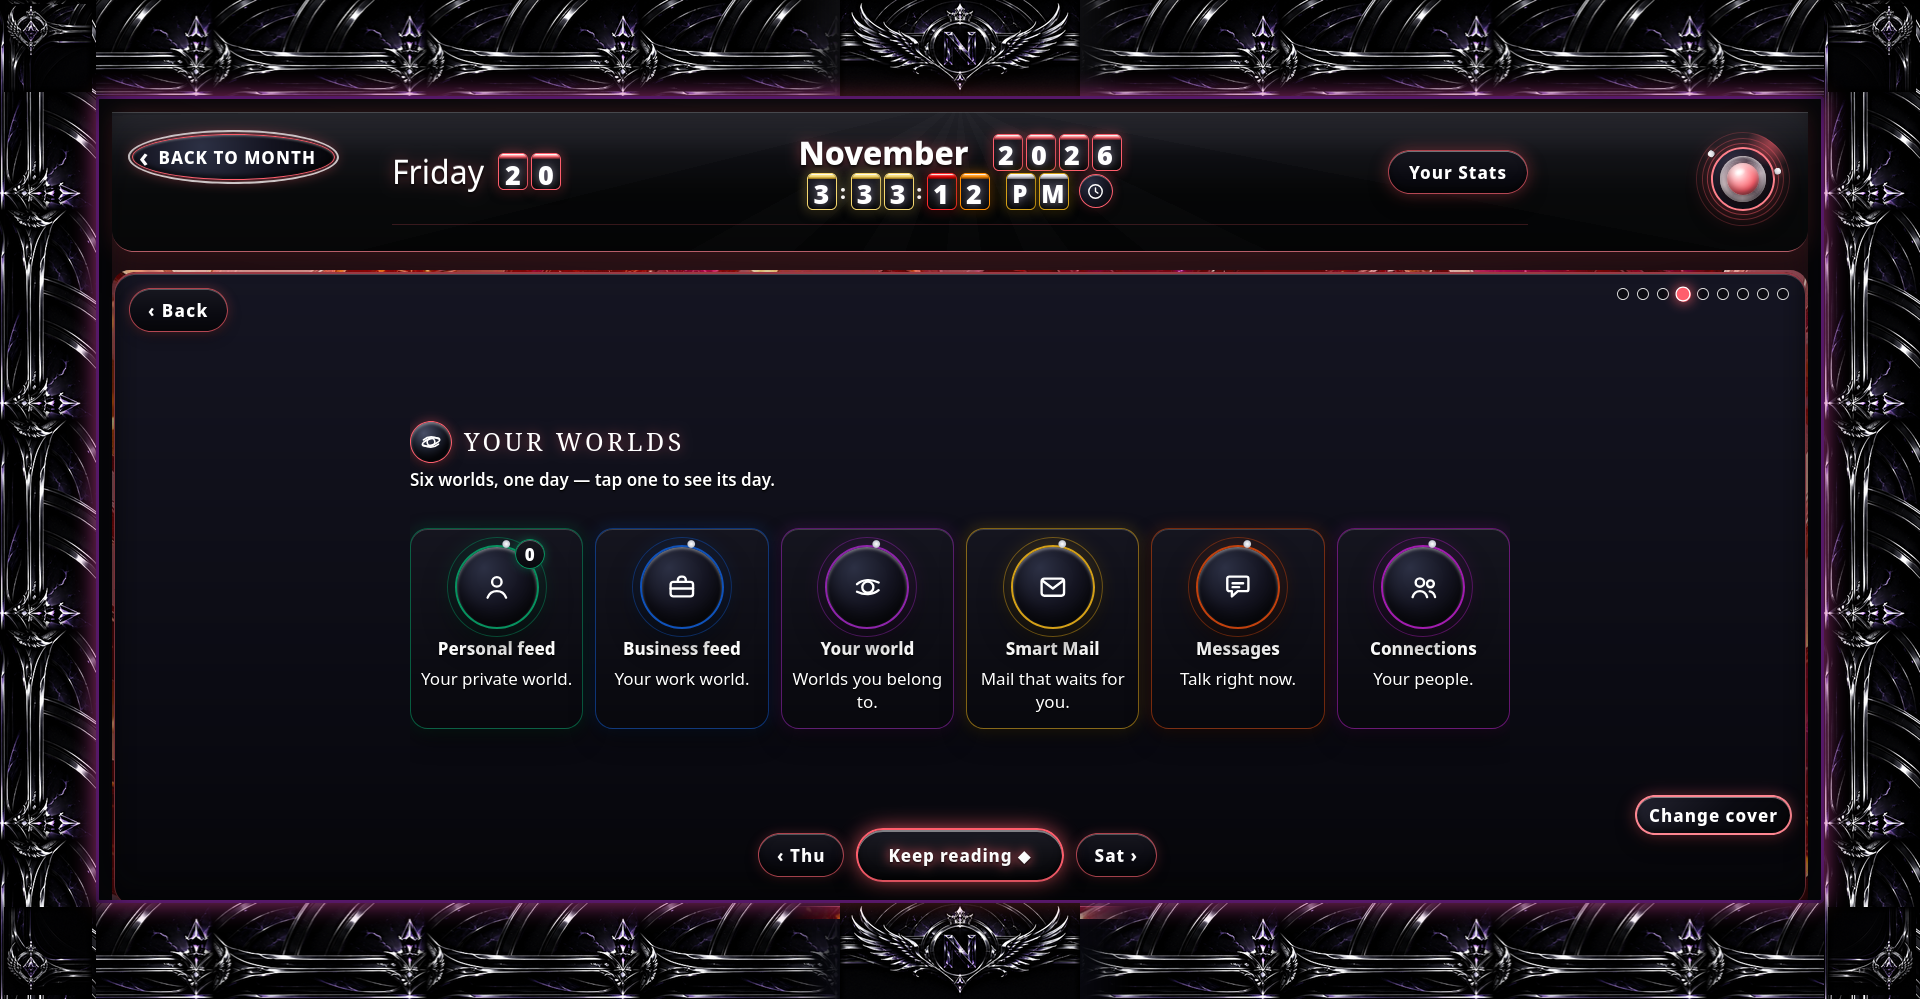 N
‹ BACK TO MONTH
Friday 20
November 2026
3:33:12 PM
Your Stats
‹ Back
YOUR WORLDS
Six worlds, one day — tap one to see its day.
0
Personal feed
Your private world.
Business feed
Your work world.
Your world
Worlds you belong
to.
Smart Mail
Mail that waits for
you.
Messages
Talk right now.
Connections
Your people.
Change cover
‹ Thu
Keep reading ◆
Sat ›
N